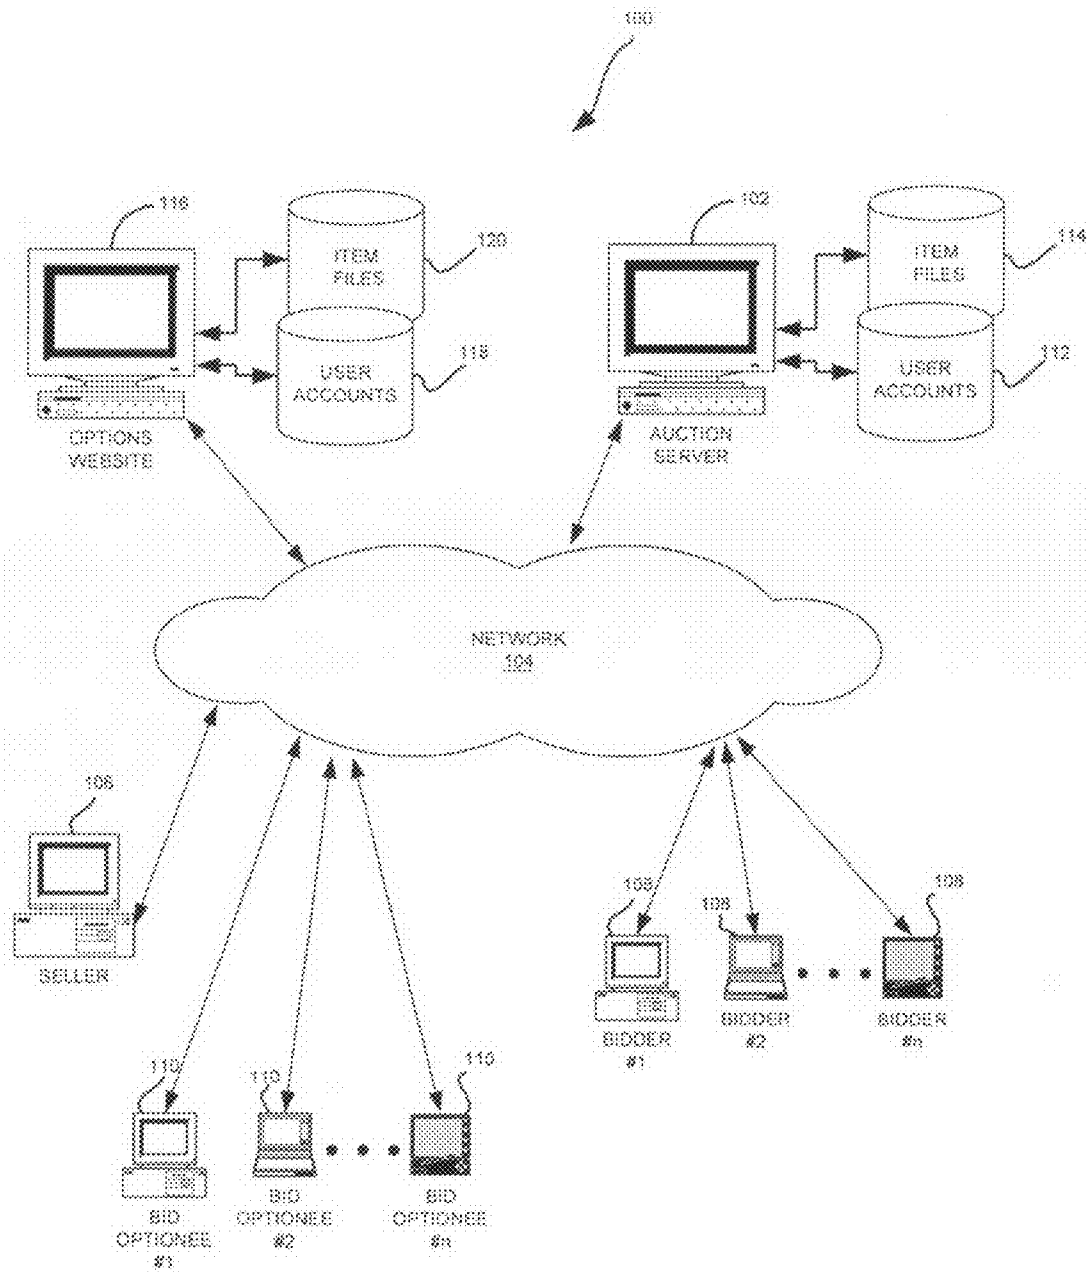 100
116
120
102
114
ITEM
FILES
ITEM
FILES
118
112
USER
ACCOUNTS
USER
ACCOUNTS
OPTIONS
WEBSITE
AUCTION
SERVER
NETWORK
104
106
SELLER
108
108
108
BIDDER
#1
BIDDER
#2
BIDDER
#n
110
110
110
BID
OPTIONEE
#1
BID
OPTIONEE
#2
BID
OPTIONEE
#n